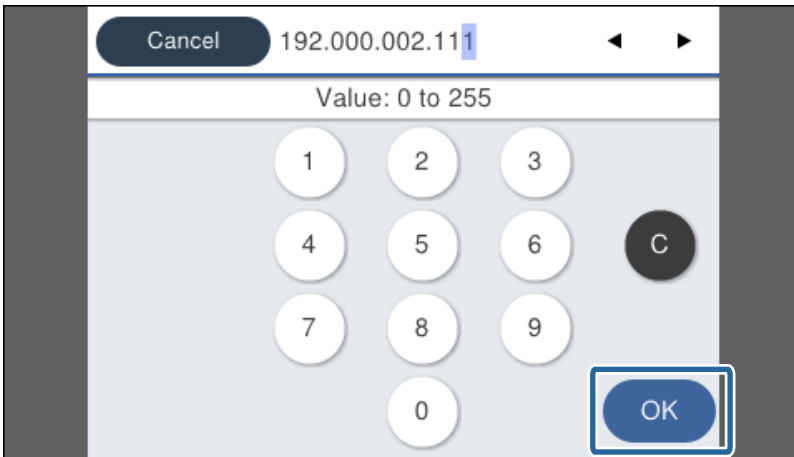 Cancel 192.000.002.111 ◄ ►
Value: 0 to 255
1 2 3
4 5 6 C
7 8 9
0 OK